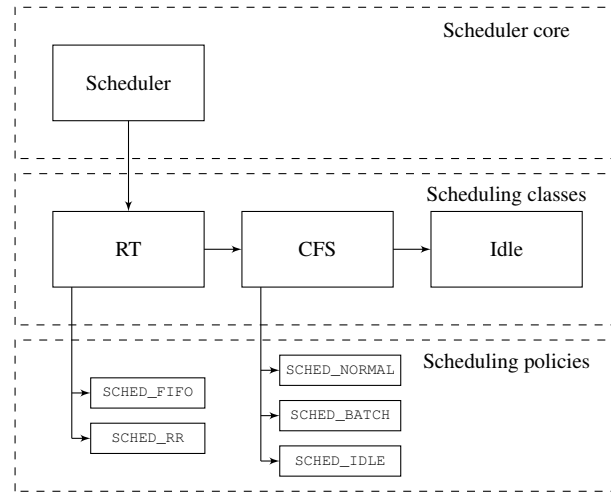 Scheduler core
Scheduler
Scheduling classes
RT
CFS
Idle
Scheduling policies
SCHED_NORMAL
SCHED_FIFO
SCHED_BATCH
SCHED_RR
SCHED_IDLE